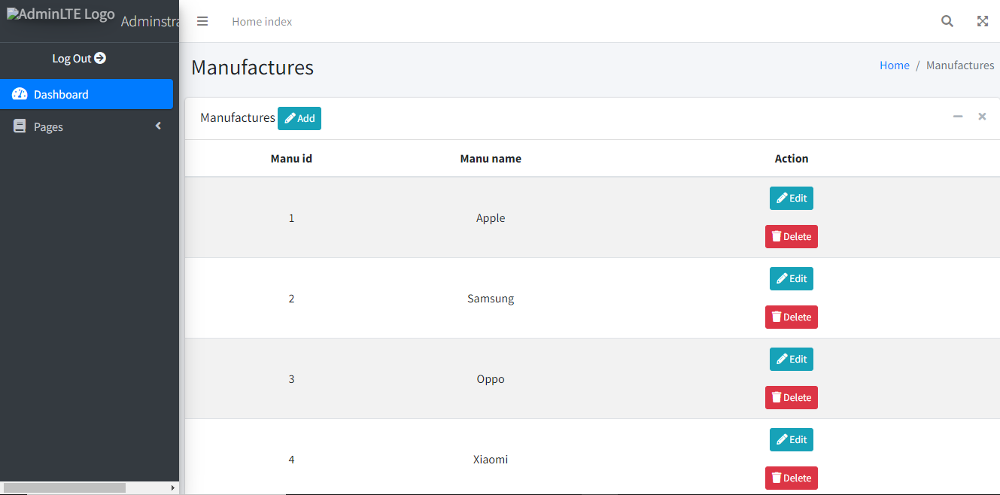 AdminLTE Logo
Adminstra
Home index
Log Out
Dashboard
Pages
Manufactures
Home / Manufactures
Manufactures Add
Manu id Manu name Action
1 Apple Edit
Delete
2 Samsung Edit
Delete
3 Oppo Edit
Delete
4 Xiaomi Edit
Delete